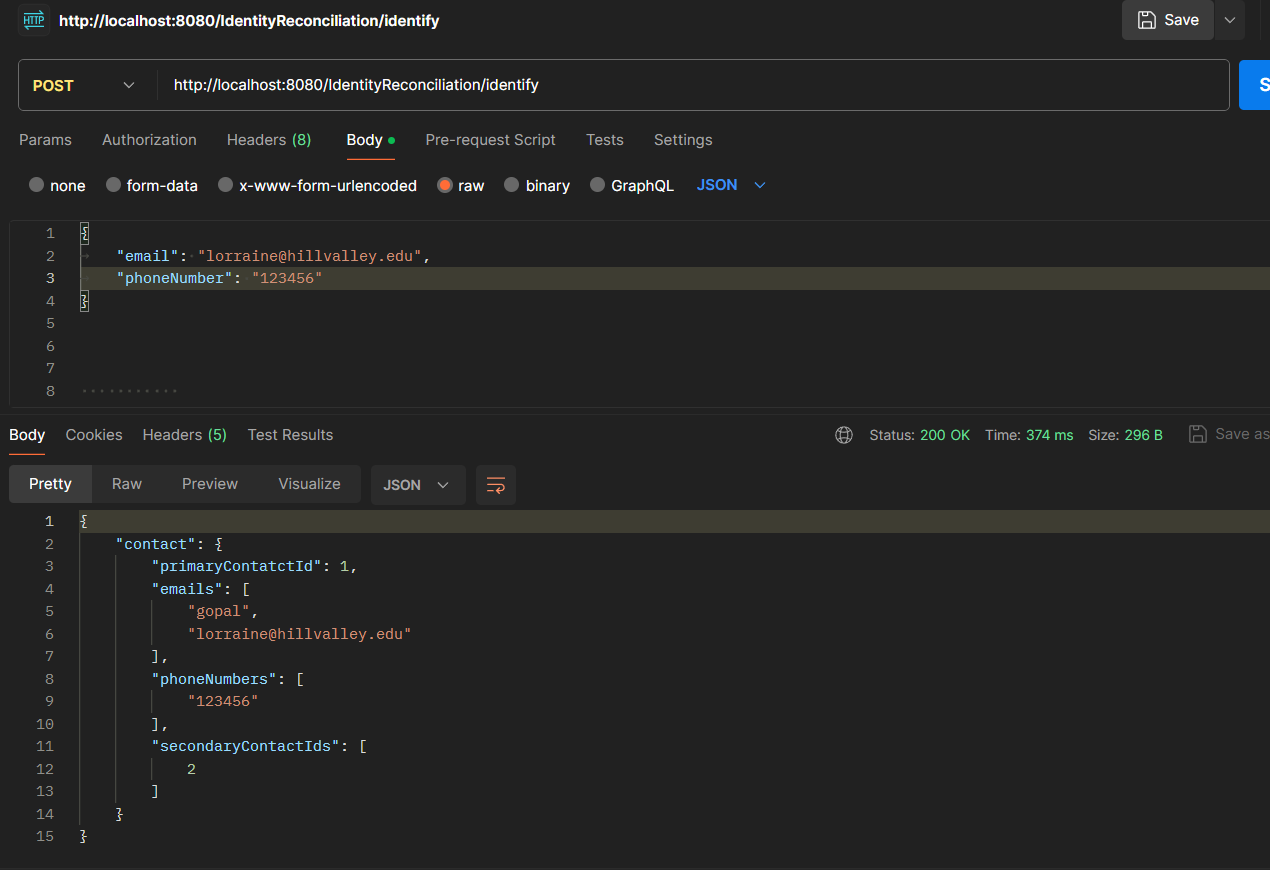 HTTP http://localhost:8080/IdentityReconciliation/identify Save
POST http://localhost:8080/IdentityReconciliation/identify S
Params Authorization Headers (8) Body Pre-request Script Tests Settings
none form-data x-www-form-urlencoded raw binary GraphQL JSON
1 {
2 "email": "lorraine@hillvalley.edu",
3 "phoneNumber": "123456"
4 }
5
6
7
8
Body Cookies Headers (5) Test Results Status: 200 OK Time: 374 ms Size: 296 B Save as
Pretty Raw Preview Visualize JSON
1 {
2 "contact": {
3 "primaryContatctId": 1,
4 "emails": [
5 "gopal",
6 "lorraine@hillvalley.edu"
7 ],
8 "phoneNumbers": [
9 "123456"
10 ],
11 "secondaryContactIds": [
12 2
13 ]
14 }
15 }